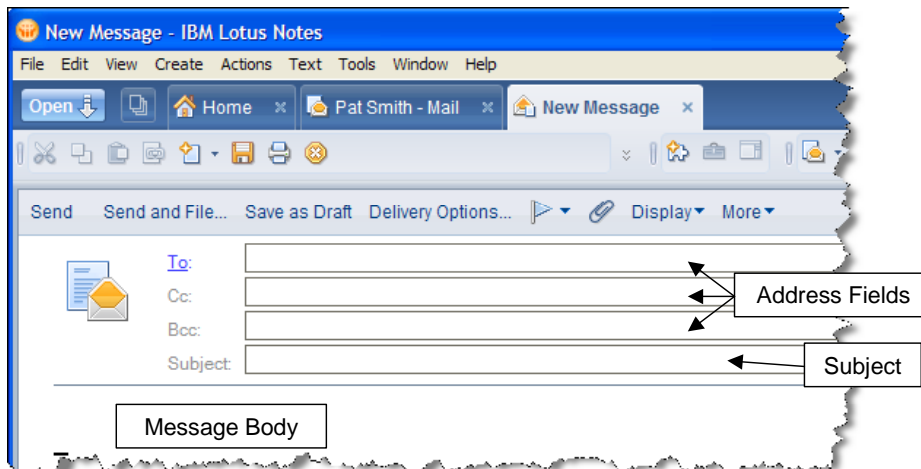 New Message - IBM Lotus Notes
File Edit View Create Actions Text Tools Window Help
Open Home Pat Smith - Mail New Message
Send Send and File... Save as Draft Delivery Options... Display More
To:
Cc:
Address Fields
Bcc:
Subject:
Subject
Message Body